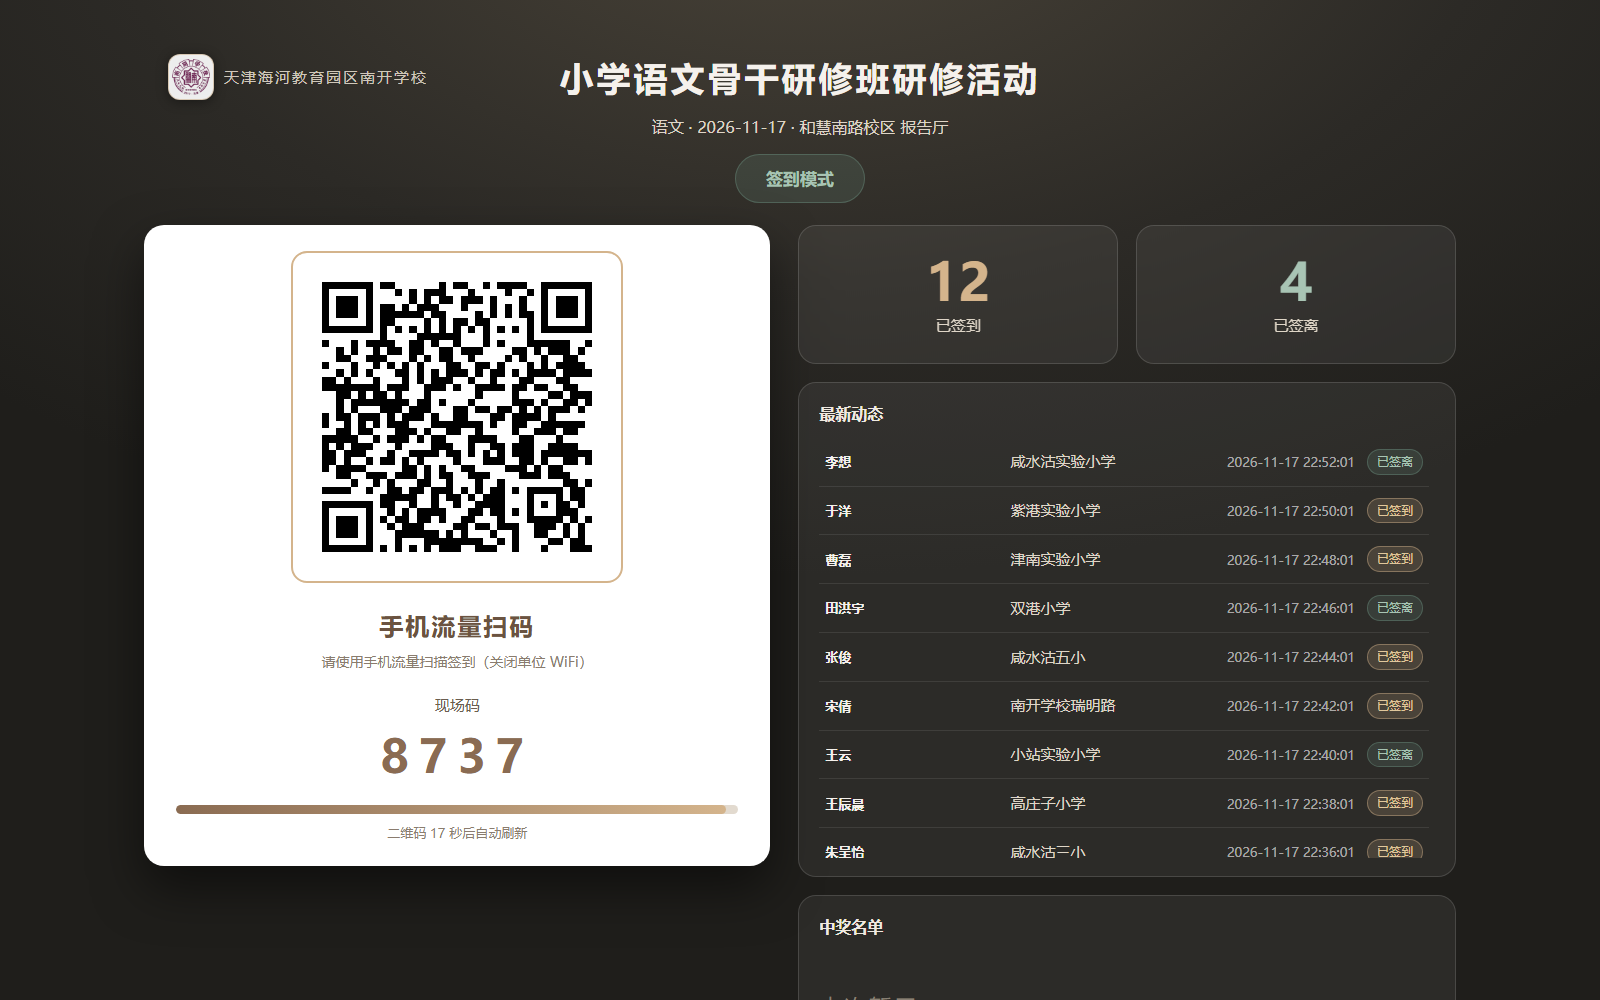 天津海河教育园区南开学校
小学语文骨干研修班研修活动
语文 · 2026-11-17 · 和慧南路校区 报告厅
签到模式
手机流量扫码
请使用手机流量扫描签到（关闭单位 WiFi）
现场码
8737
二维码 17 秒后自动刷新
12
已签到
4
已签离
最新动态
李想 咸水沽实验小学 2026-11-17 22:52:01 已签离
于洋 紫港实验小学 2026-11-17 22:50:01 已签到
曹磊 津南实验小学 2026-11-17 22:48:01 已签到
田洪宇 双港小学 2026-11-17 22:46:01 已签离
张俊 咸水沽五小 2026-11-17 22:44:01 已签到
宋倩 南开学校瑞明路 2026-11-17 22:42:01 已签到
王云 小站实验小学 2026-11-17 22:40:01 已签离
王辰晨 高庄子小学 2026-11-17 22:38:01 已签到
朱呈怡 咸水沽三小 2026-11-17 22:36:01 已签到
中奖名单